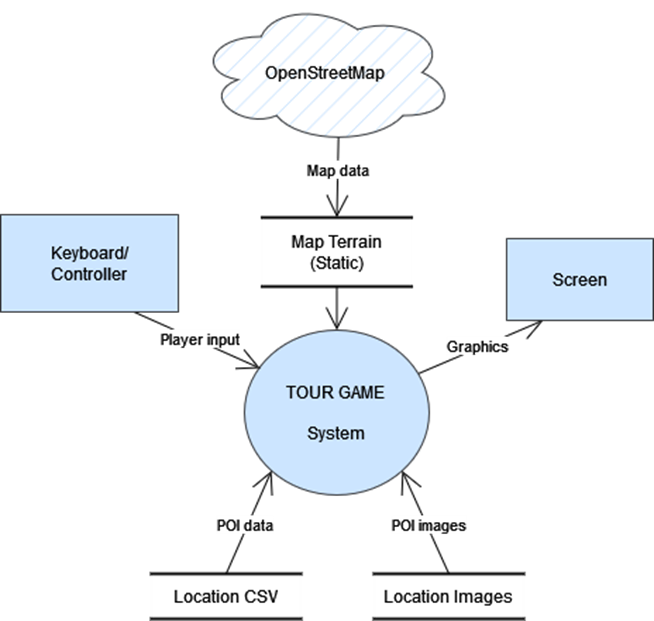 OpenStreetMap
Map data
Map Terrain
(Static)
Keyboard/
Controller
Screen
Player input
Graphics
TOUR GAME
System
POI data
POI images
Location CSV
Location Images